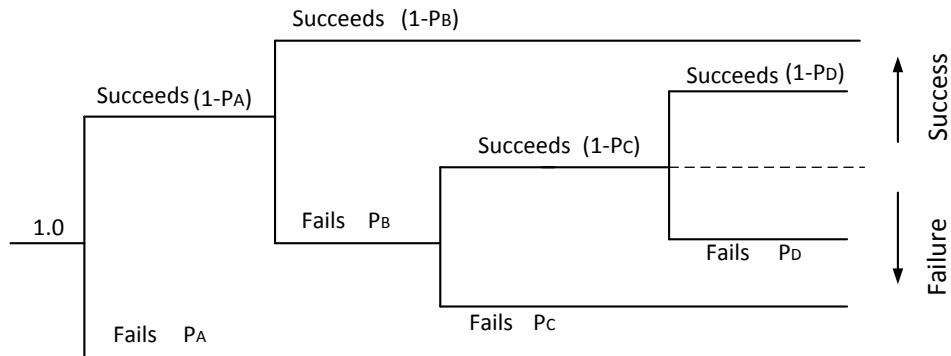 Succeeds (1-PB)
Succeeds (1-PD)
Succeeds (1-PA)
Success
Succeeds (1-PC)
1.0
Fails PB
Fails PD
Failure
Fails PA
Fails PC